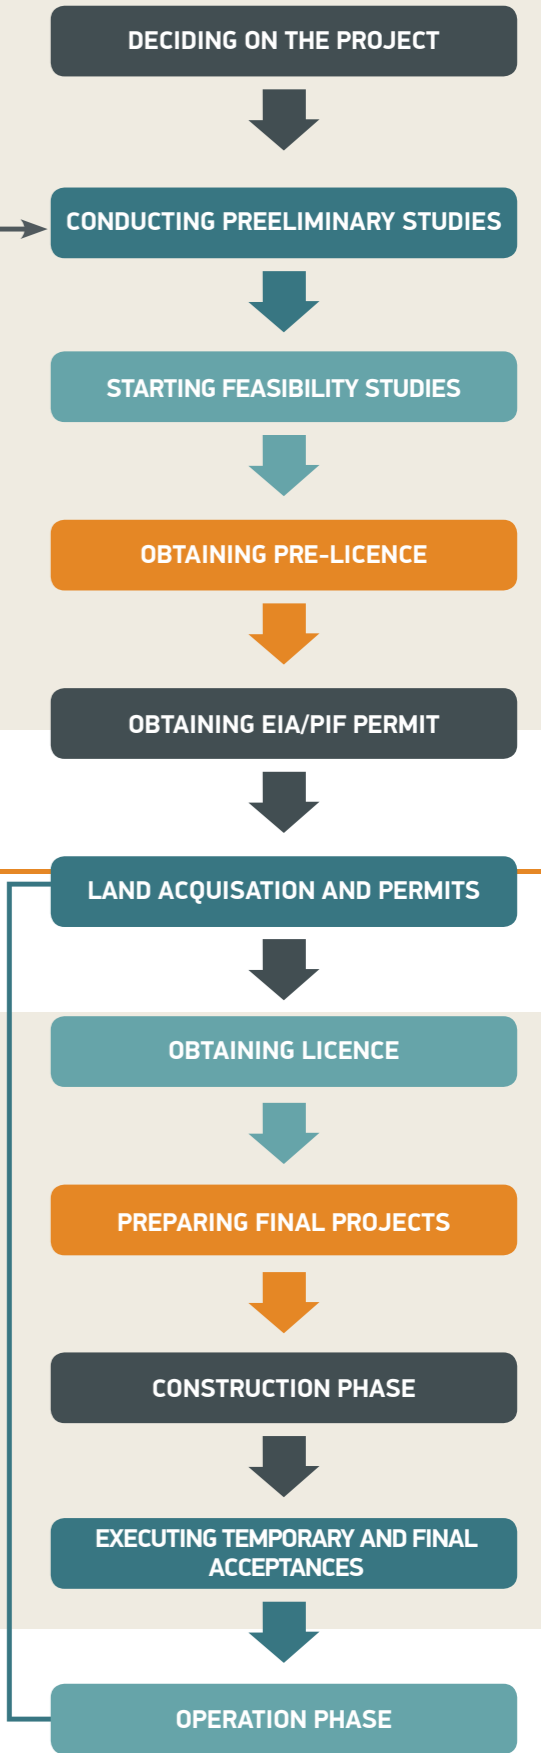 DECIDING ON THE PROJECT
CONDUCTING PREELIMINARY STUDIES
STARTING FEASIBILITY STUDIES
OBTAINING PRE-LICENCE
OBTAINING EIA/PIF PERMIT
LAND ACQUISATION AND PERMITS
OBTAINING LICENCE
PREPARING FINAL PROJECTS
CONSTRUCTION PHASE
EXECUTING TEMPORARY AND FINAL
ACCEPTANCES
OPERATION PHASE